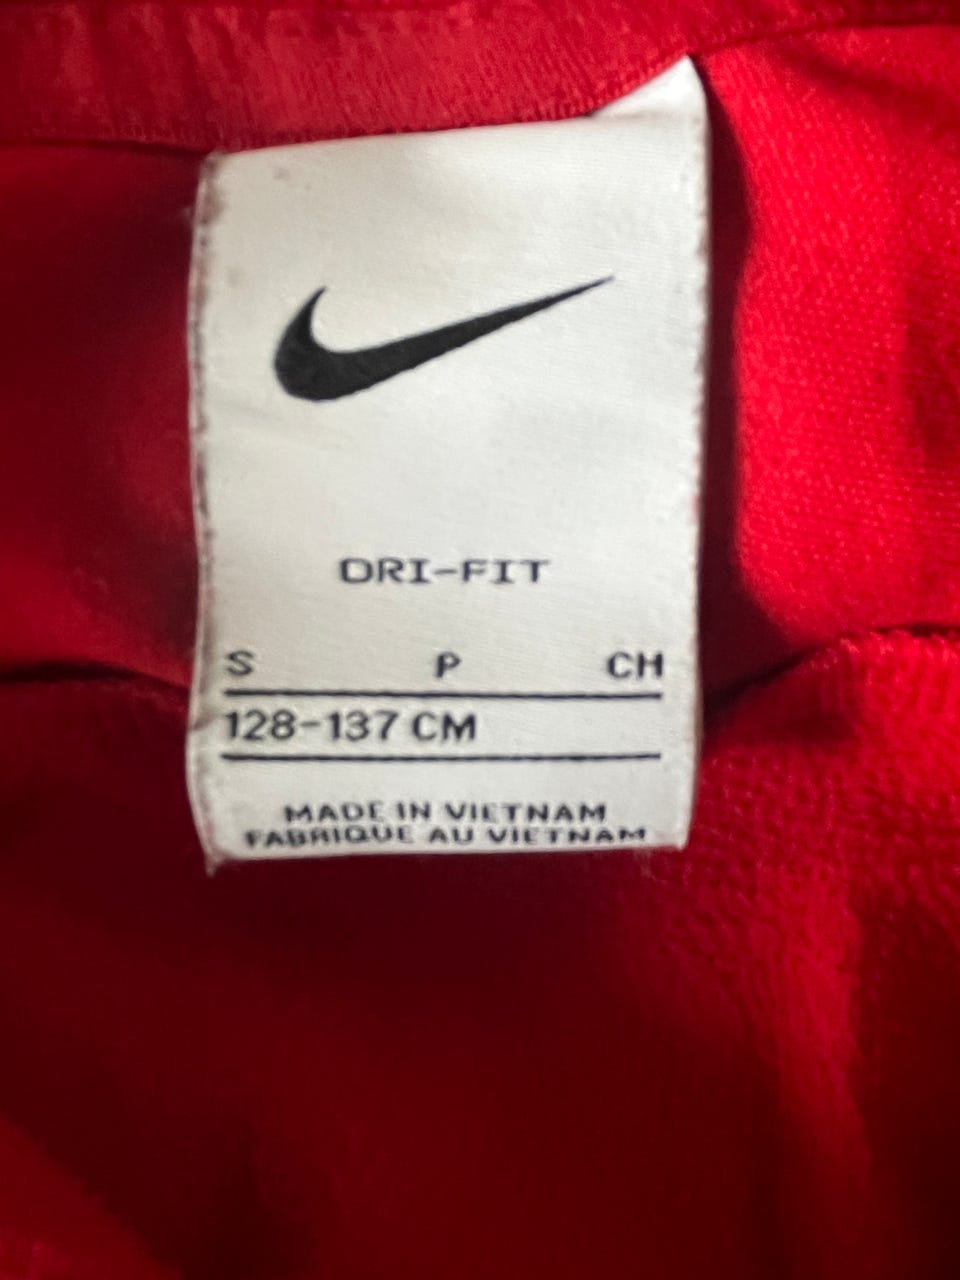 DRI-FIT
S P CH
128-137 CM
MADE IN VIETNAM
FABRIQUE AU VIETNAM